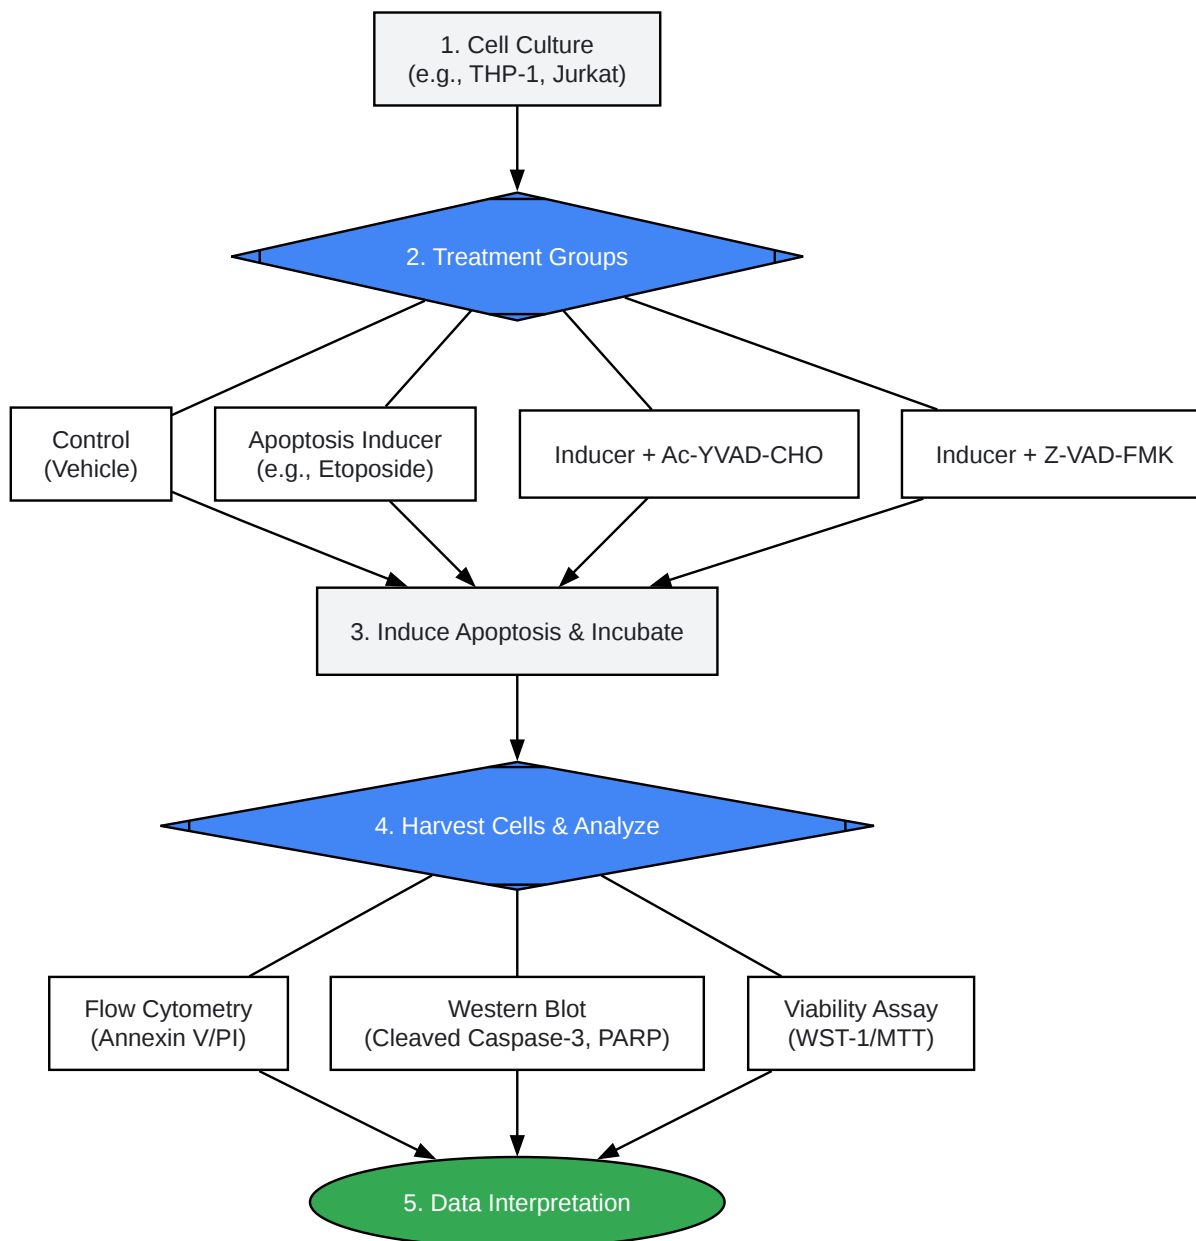 1. Cell Culture
(e.g., THP-1, Jurkat)
2. Treatment Groups
Control
(Vehicle)
Apoptosis Inducer
(e.g., Etoposide)
Inducer + Ac-YVAD-CHO
Inducer + Z-VAD-FMK
3. Induce Apoptosis & Incubate
4. Harvest Cells & Analyze
Flow Cytometry
(Annexin V/PI)
Western Blot
(Cleaved Caspase-3, PARP)
Viability Assay
(WST-1/MTT)
5. Data Interpretation